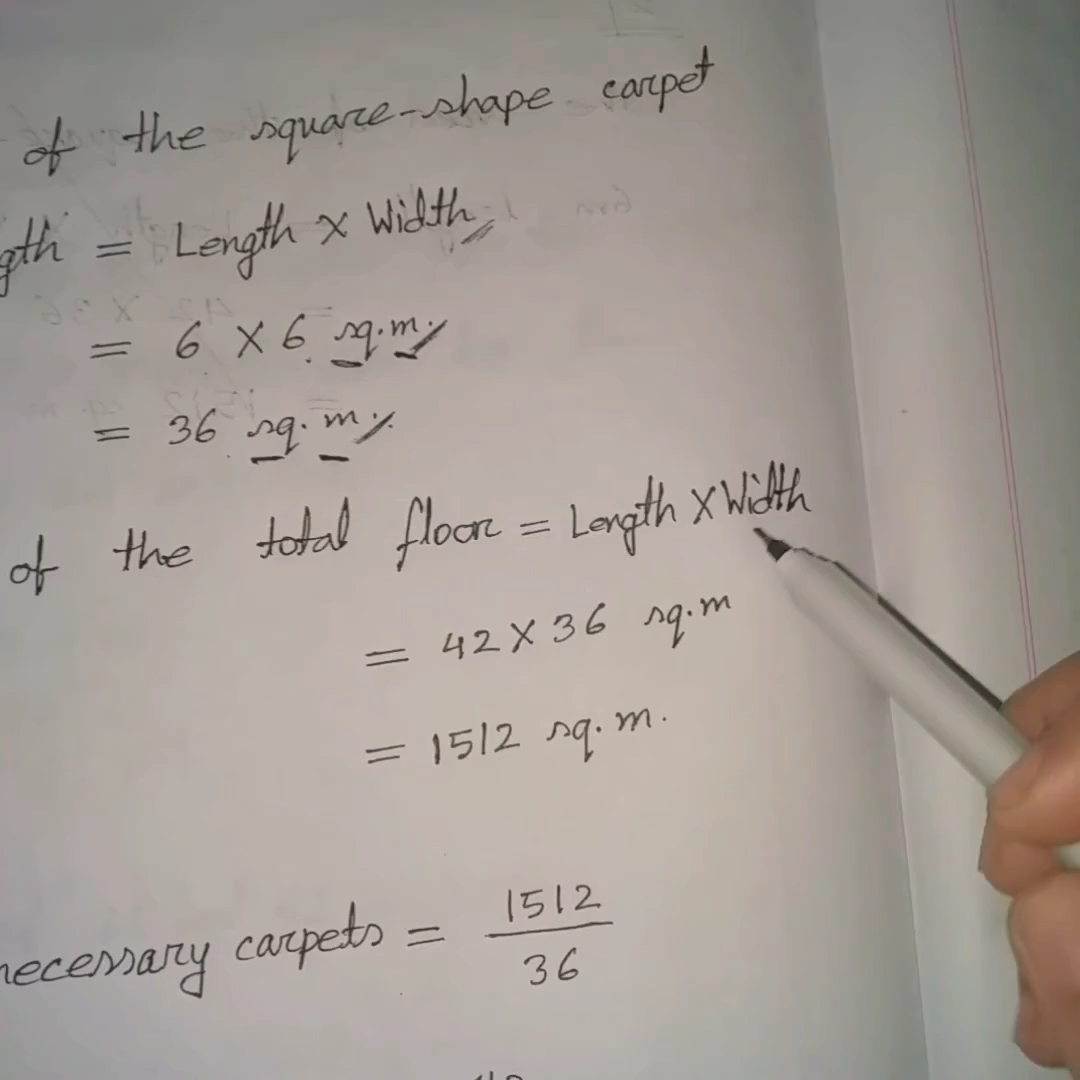 of the square-shape carpet
gth = Length X Width
= 6 X 6 sq.m.
= 36 sq. m.
of the total floor = Length X Width
= 42 X 36 sq.m
= 1512 sq. m.
necessary carpets = 1512
36